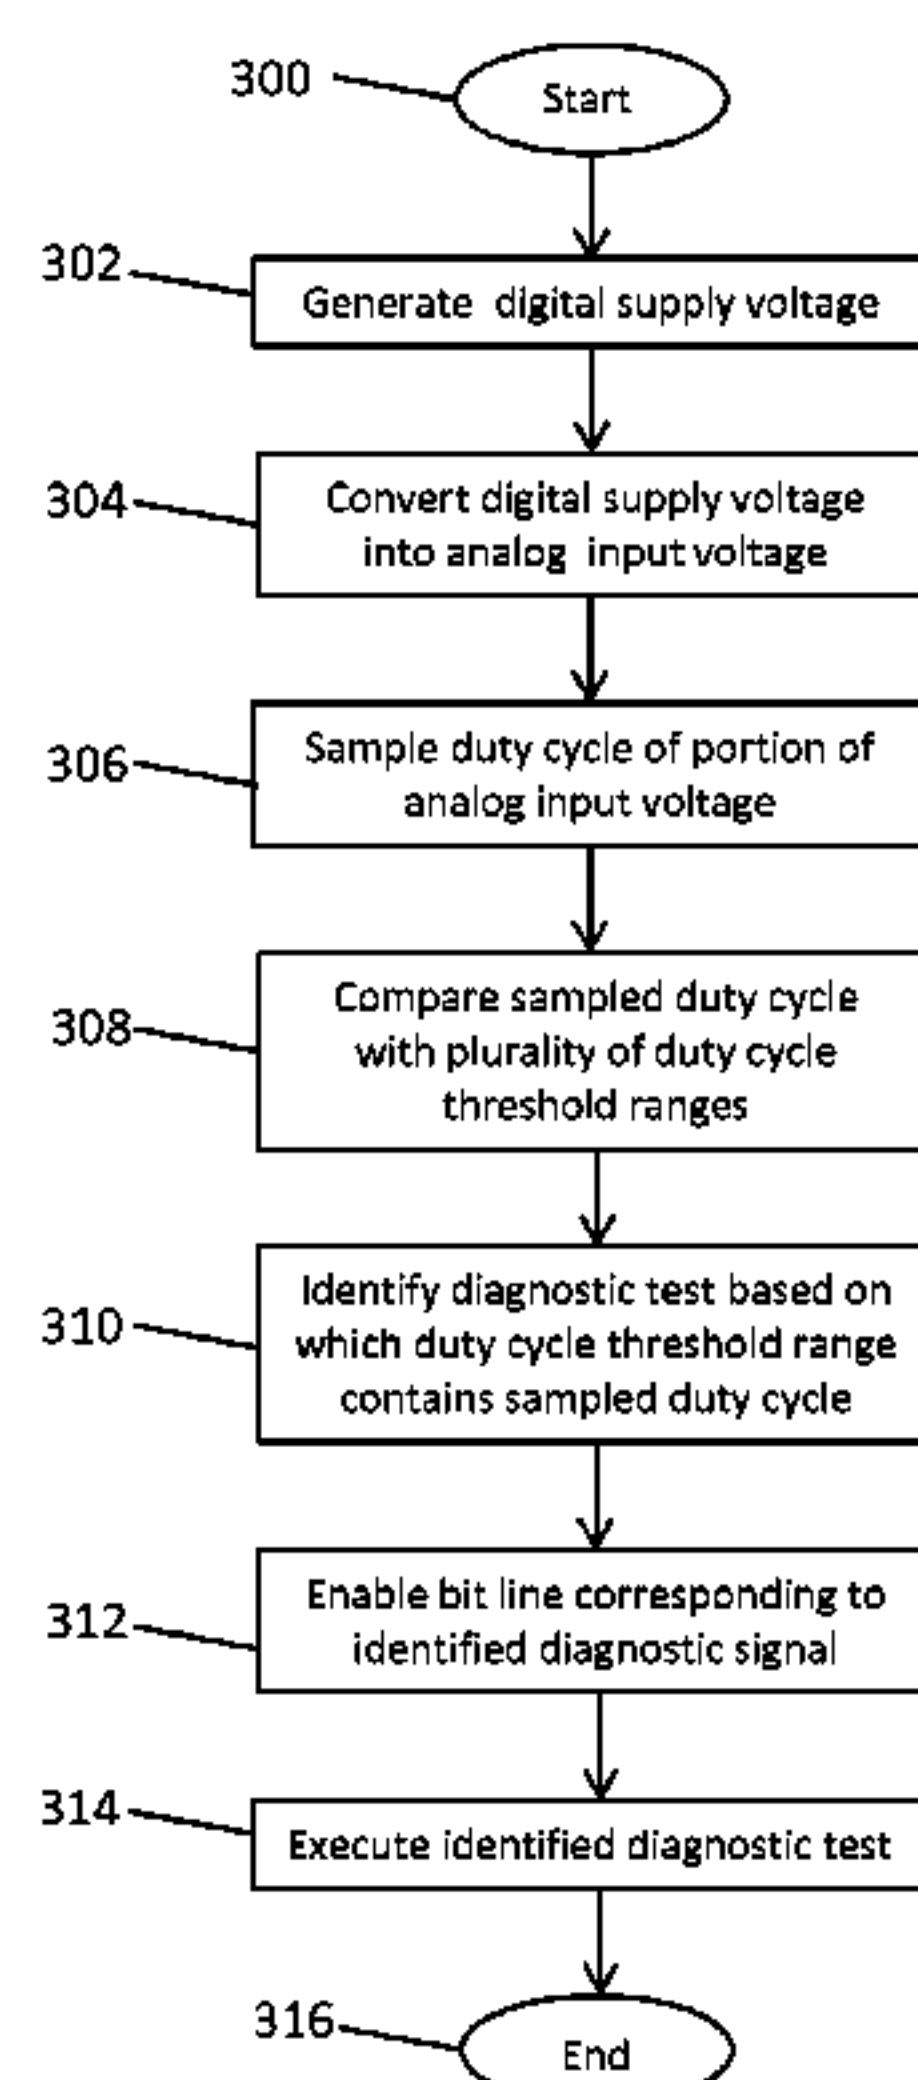 300
Start
302
Generate digital supply voltage
304
Convert digital supply voltage
into analog input voltage
306
Sample duty cycle of portion of
analog input voltage
308
Compare sampled duty cycle
with plurality of duty cycle
threshold ranges
310
Identify diagnostic test based on
which duty cycle threshold range
contains sampled duty cycle
312
Enable bit line corresponding to
identified diagnostic signal
314
Execute identified diagnostic test
316
End